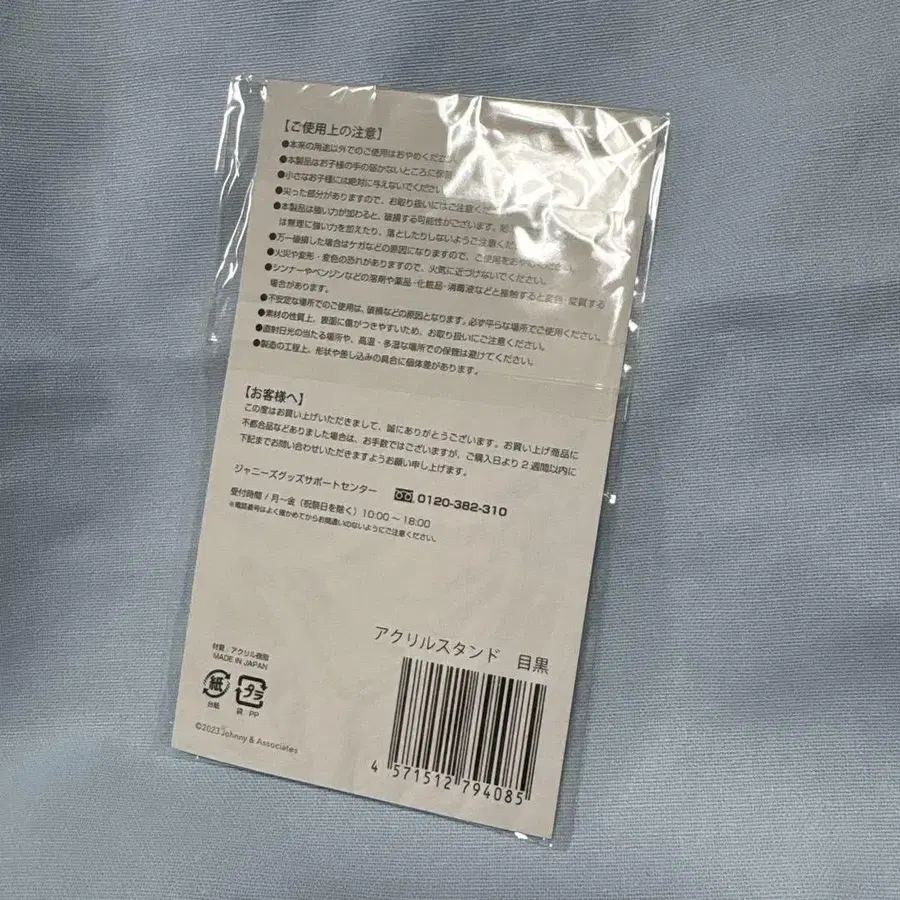 【ご使用上の注意】
●本来の用途以外でのご使用はおやめください
●本製品はお子様の手の届かないところに保管
●小さなお子様には絶対に与えないでください
●尖った部分がありますので、お取り扱いにはご注意くだ
●本製品は強い力が加わると、破損する可能性がございます。
は無理に強い力を加えたり、落としたりしないようご注意くだ
●万一破損した場合はケガなどの原因になりますので、ご使用をおやめください。
●火災や変形・変色の恐れがありますので、火気に近づけないでください。
●シンナーやベンジンなどの溶剤や薬品・化粧品・消毒液などと接触すると変色・変質する
場合があります。
●不安定な場所でのご使用は、破損などの原因となります。必ず平らな場所でご使用ください。
●素材の性質上、表面に傷がつきやすいため、お取り扱いにご注意ください。
●直射日光の当たる場所や、高温・多湿な場所での保管は避けてください。
●製造の工程上、形状や差し込みの具合に個体差があります。
【お客様へ】
この度はお買い上げいただきまして、誠にありがとうございます。お買い上げ商品に
不都合品などありました場合は、お手数ではございますが、ご購入日より2週間以内に
下記までお問い合わせいただきますようお願い申し上げます。
ジャニーズグッズサポートセンター 0120-382-310
受付時間 / 月〜金（祝祭日を除く）10:00〜18:00
※電話番号はよく確かめてからお間違いのないようにご注意ください。
アクリルスタンド 目黒
材質：アクリル樹脂
MADE IN JAPAN
紙 プラ
台紙 袋：PP
©2023 Johnny & Associates
4 571512 794085